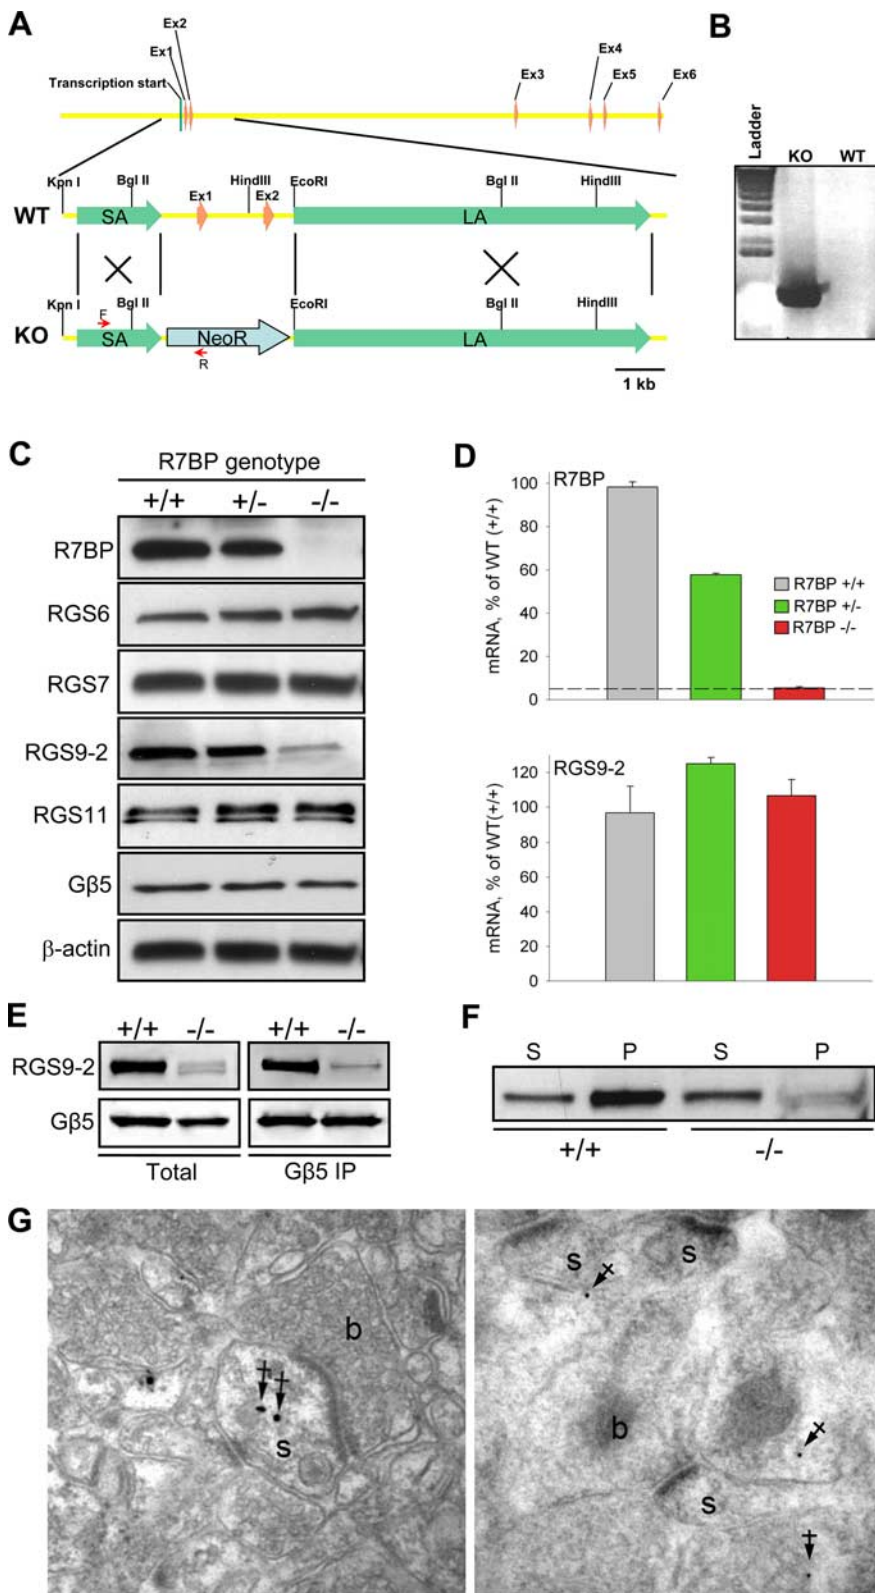 A
Ex2
Ex1
Transcription start
Ex3
Ex4
Ex5
Ex6
Kpn I
Bgl II
Ex1
HindIII
Ex2
EcoRI
Bgl II
HindIII
WT
SA
LA
Kpn I
F
Bgl II
EcoRI
Bgl II
HindIII
KO
SA
NeoR
LA
R
1 kb
B
Ladder
KO
WT
C
R7BP genotype
+/+ +/- -/-
R7BP
RGS6
RGS7
RGS9-2
RGS11
Gβ5
β-actin
D
R7BP
mRNA, % of WT (+/+)
100
80
60
40
20
0
R7BP +/+
R7BP +/-
R7BP -/-
RGS9-2
mRNA, % of WT(+/+)
120
100
80
60
40
20
0
E
+/+ -/- +/+ -/-
RGS9-2
Gβ5
Total Gβ5 IP
F
S P S P
+/+ -/-
G
b
s
s
s
b
s